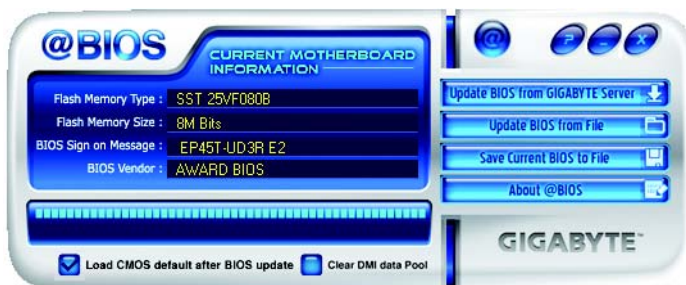 @BIOS
CURRENT MOTHERBOARD
INFORMATION
Flash Memory Type : SST 25VF080B
Flash Memory Size : 8M Bits
BIOS Sign on Message : EP45T-UD3R E2
BIOS Vendor : AWARD BIOS
Load CMOS default after BIOS update
Clear DMI data Pool
@ ? _ X
Update BIOS from GIGABYTE Server
Update BIOS from File
Save Current BIOS to File
About @BIOS
GIGABYTE™